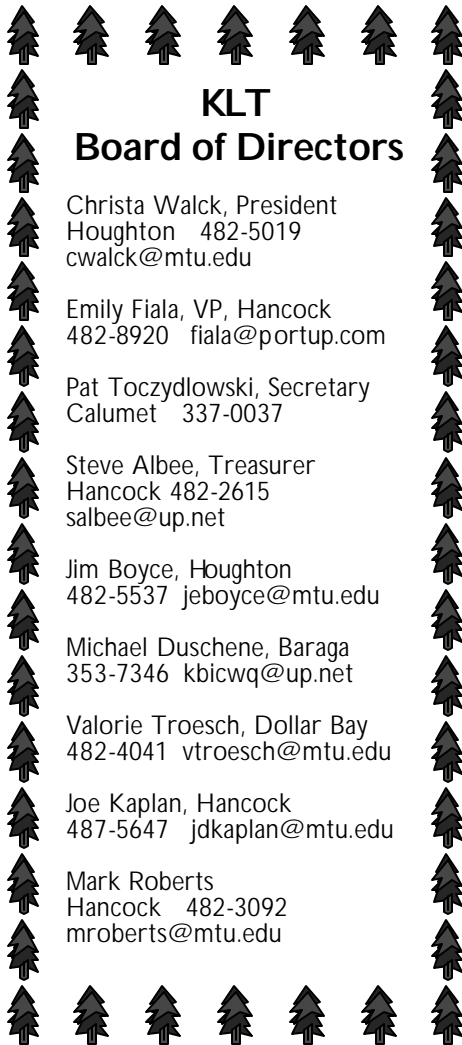 KLT
Board of Directors
Christa Walck, President
Houghton 482-5019
cwalck@mtu.edu
Emily Fiala, VP, Hancock
482-8920 fiala@portup.com
Pat Toczydlowski, Secretary
Calumet 337-0037
Steve Albee, Treasurer
Hancock 482-2615
salbee@up.net
Jim Boyce, Houghton
482-5537 jeboyce@mtu.edu
Michael Duschene, Baraga
353-7346 kbicwq@up.net
Valorie Troesch, Dollar Bay
482-4041 vtroesch@mtu.edu
Joe Kaplan, Hancock
487-5647 jdkaplan@mtu.edu
Mark Roberts
Hancock 482-3092
mroberts@mtu.edu